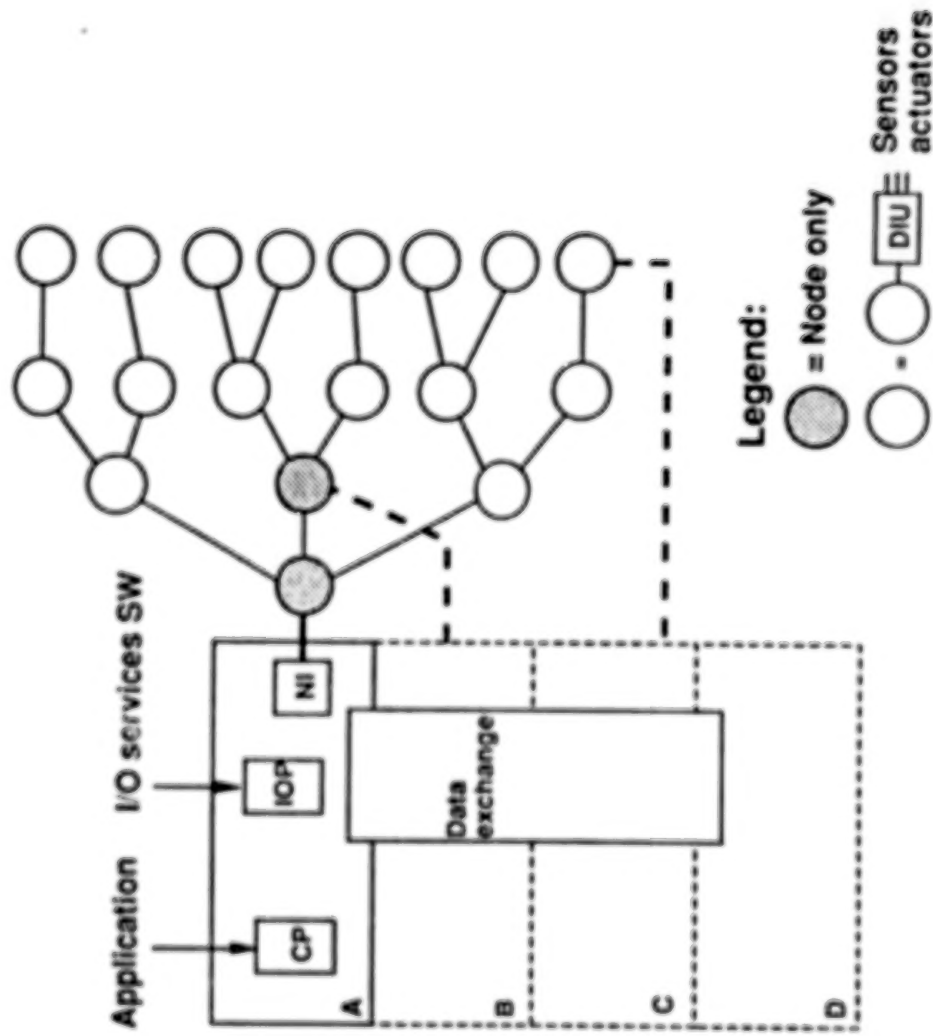 Application
I/O services SW
CP
IOP
NI
A
B
C
D
Data
exchange
Legend:
= Node only
=
DIU
Sensors
actuators